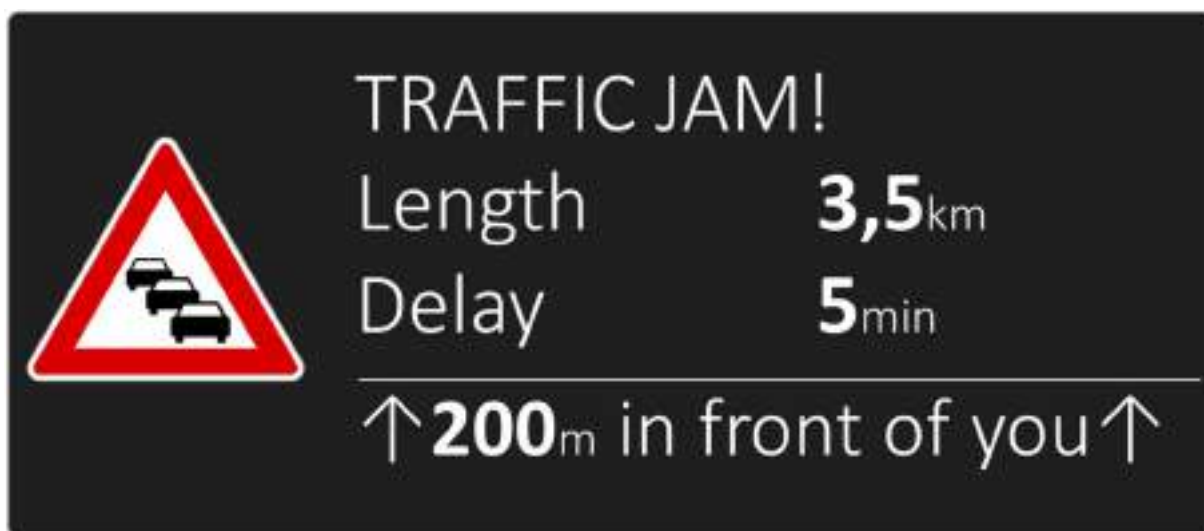 TRAFFIC JAM!
Length 3,5km
Delay 5min
↑200m in front of you↑